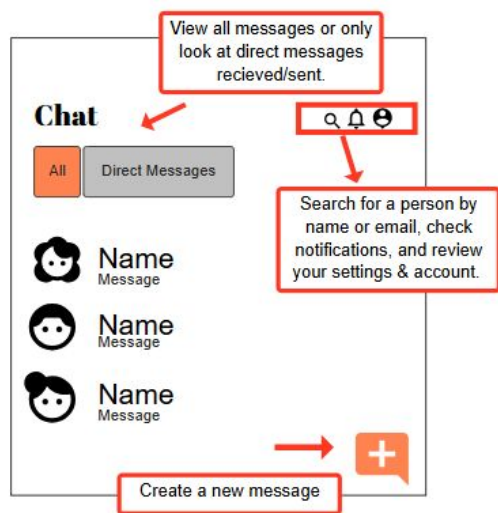 View all messages or only
look at direct messages
recieved/sent.
Chat
All
Direct Messages
Search for a person by
name or email, check
notifications, and review
your settings & account.
Name
Message
Name
Message
Name
Message
Create a new message